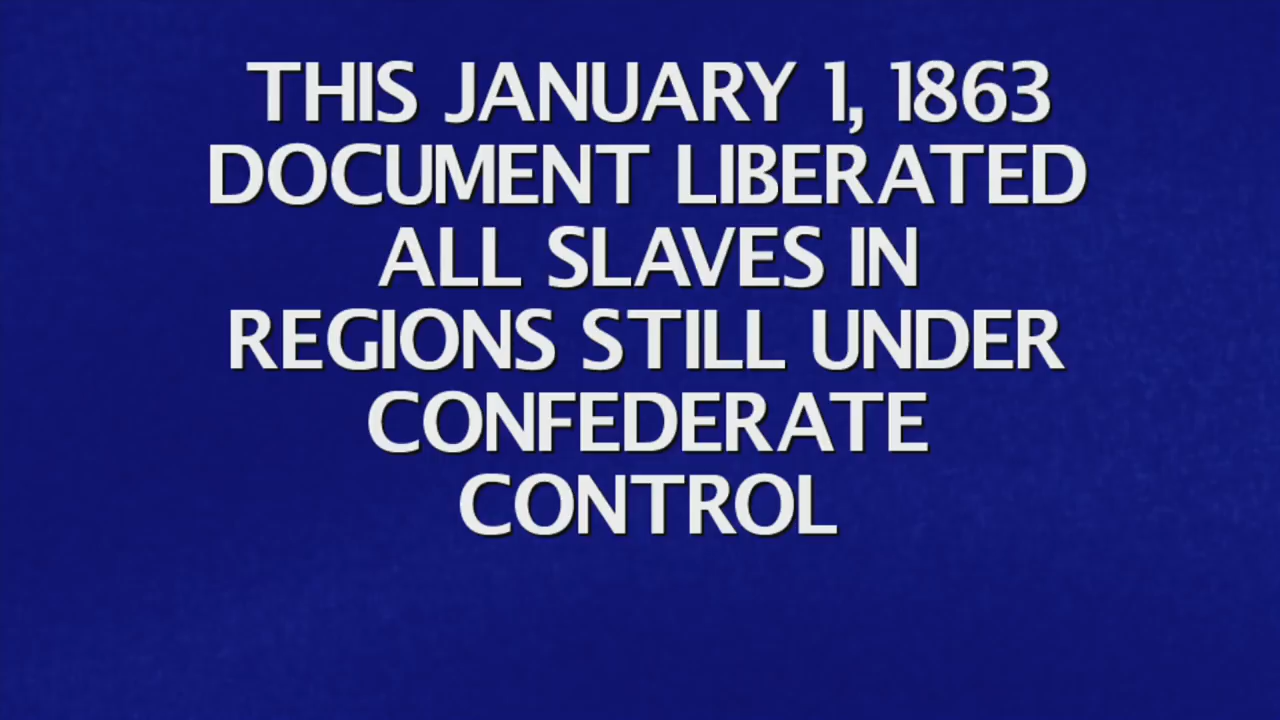 THIS JANUARY 1, 1863
DOCUMENT LIBERATED
ALL SLAVES IN
REGIONS STILL UNDER
CONFEDERATE
CONTROL